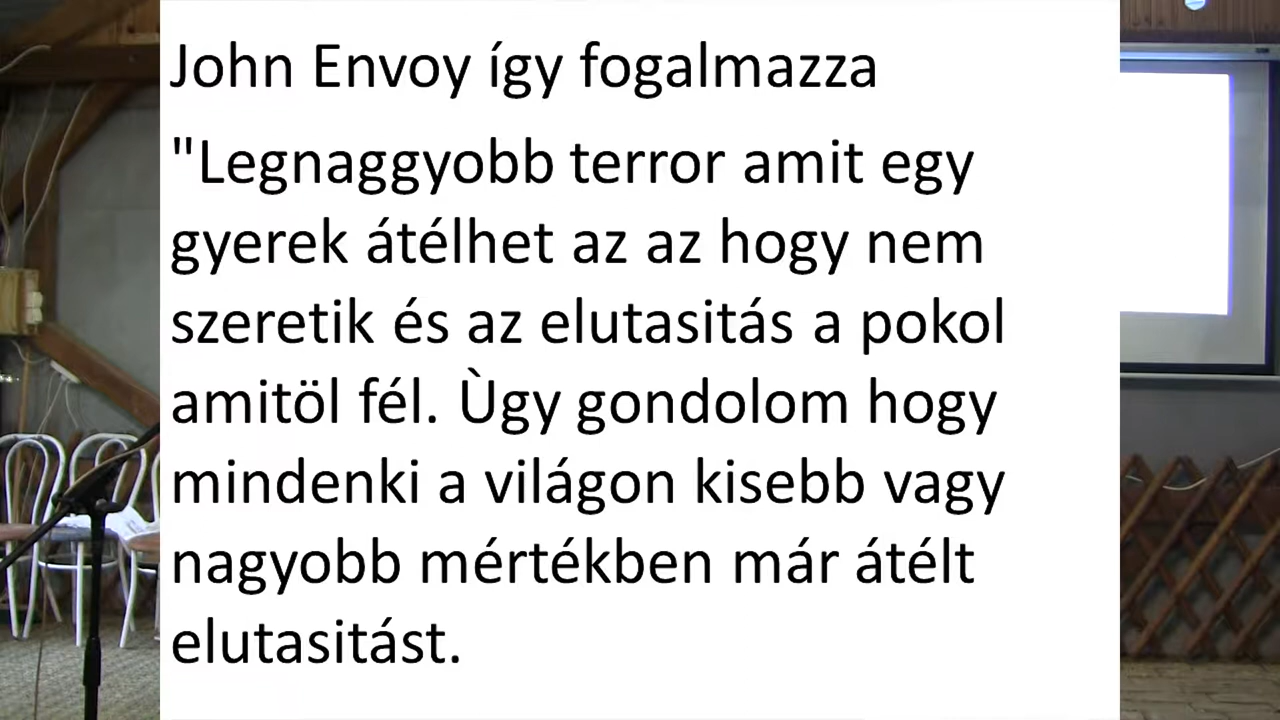 John Envoy így fogalmazza
"Legnaggyobb terror amit egy
gyerek átélhet az az hogy nem
szeretik és az elutasitás a pokol
amitöl fél. Ùgy gondolom hogy
mindenki a világon kisebb vagy
nagyobb mértékben már átélt
elutasitást.